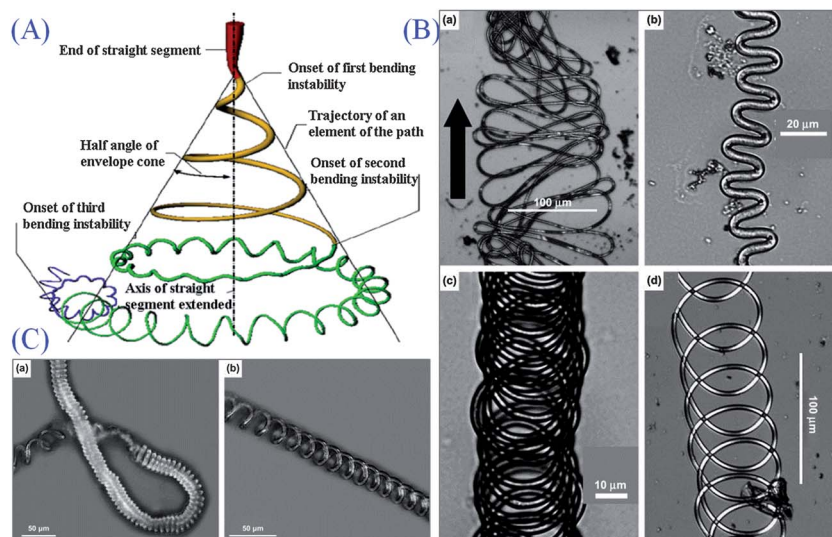 (A)
End of straight segment
Onset of first bending
instability
Trajectory of an
element of the path
Half angle of
envelope cone
Onset of second
bending instability
Onset of third
bending instability
Axis of straight
segment extended
(B)
(a)
100 μm
(b)
20 μm
(c)
10 μm
(d)
100 μm
(C)
(a)
50 μm
(b)
50 μm